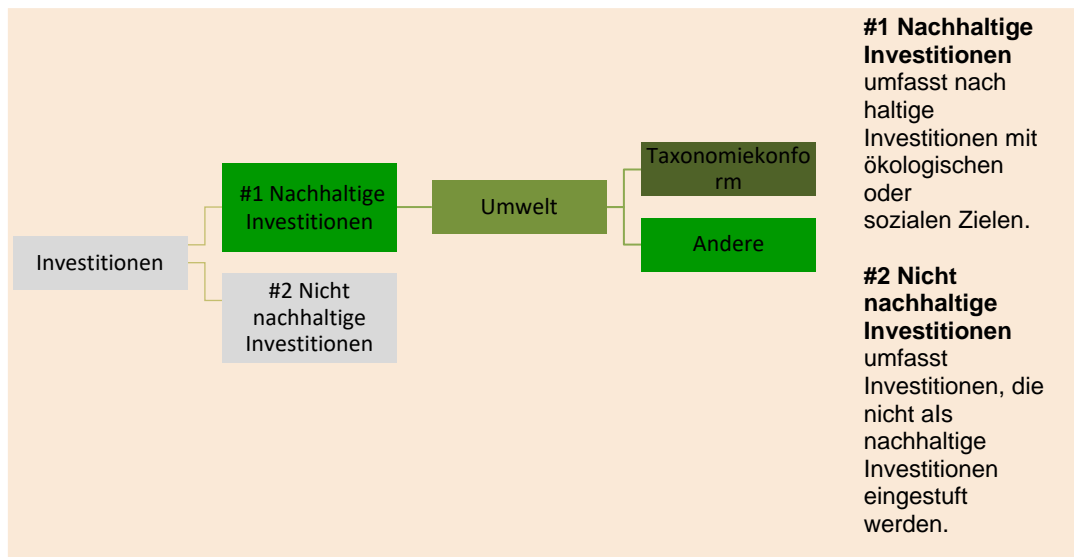 Investitionen
#1 Nachhaltige
Investitionen
#2 Nicht
nachhaltige
Investitionen
Umwelt
Taxonomiekonfo
rm
Andere
#1 Nachhaltige
Investitionen
umfasst nach
haltige
Investitionen mit
ökologischen
oder
sozialen Zielen.
#2 Nicht
nachhaltige
Investitionen
umfasst
Investitionen, die
nicht als
nachhaltige
Investitionen
eingestuft
werden.